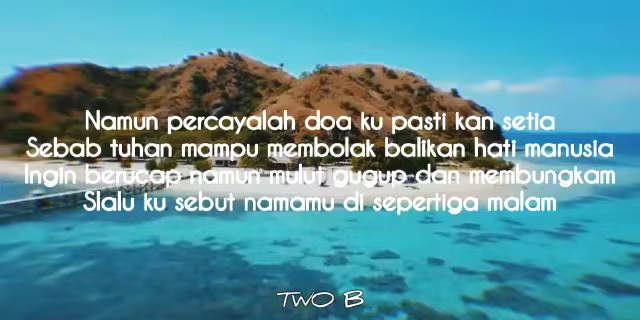 Namun percayalah doa ku pasti kan setia
Sebab tuhan mampu membolak balikan hati manusia
Ingin berucap namun mulut gugup dan membungkam
Slalu ku sebut namamu di sepertiga malam
TWO B